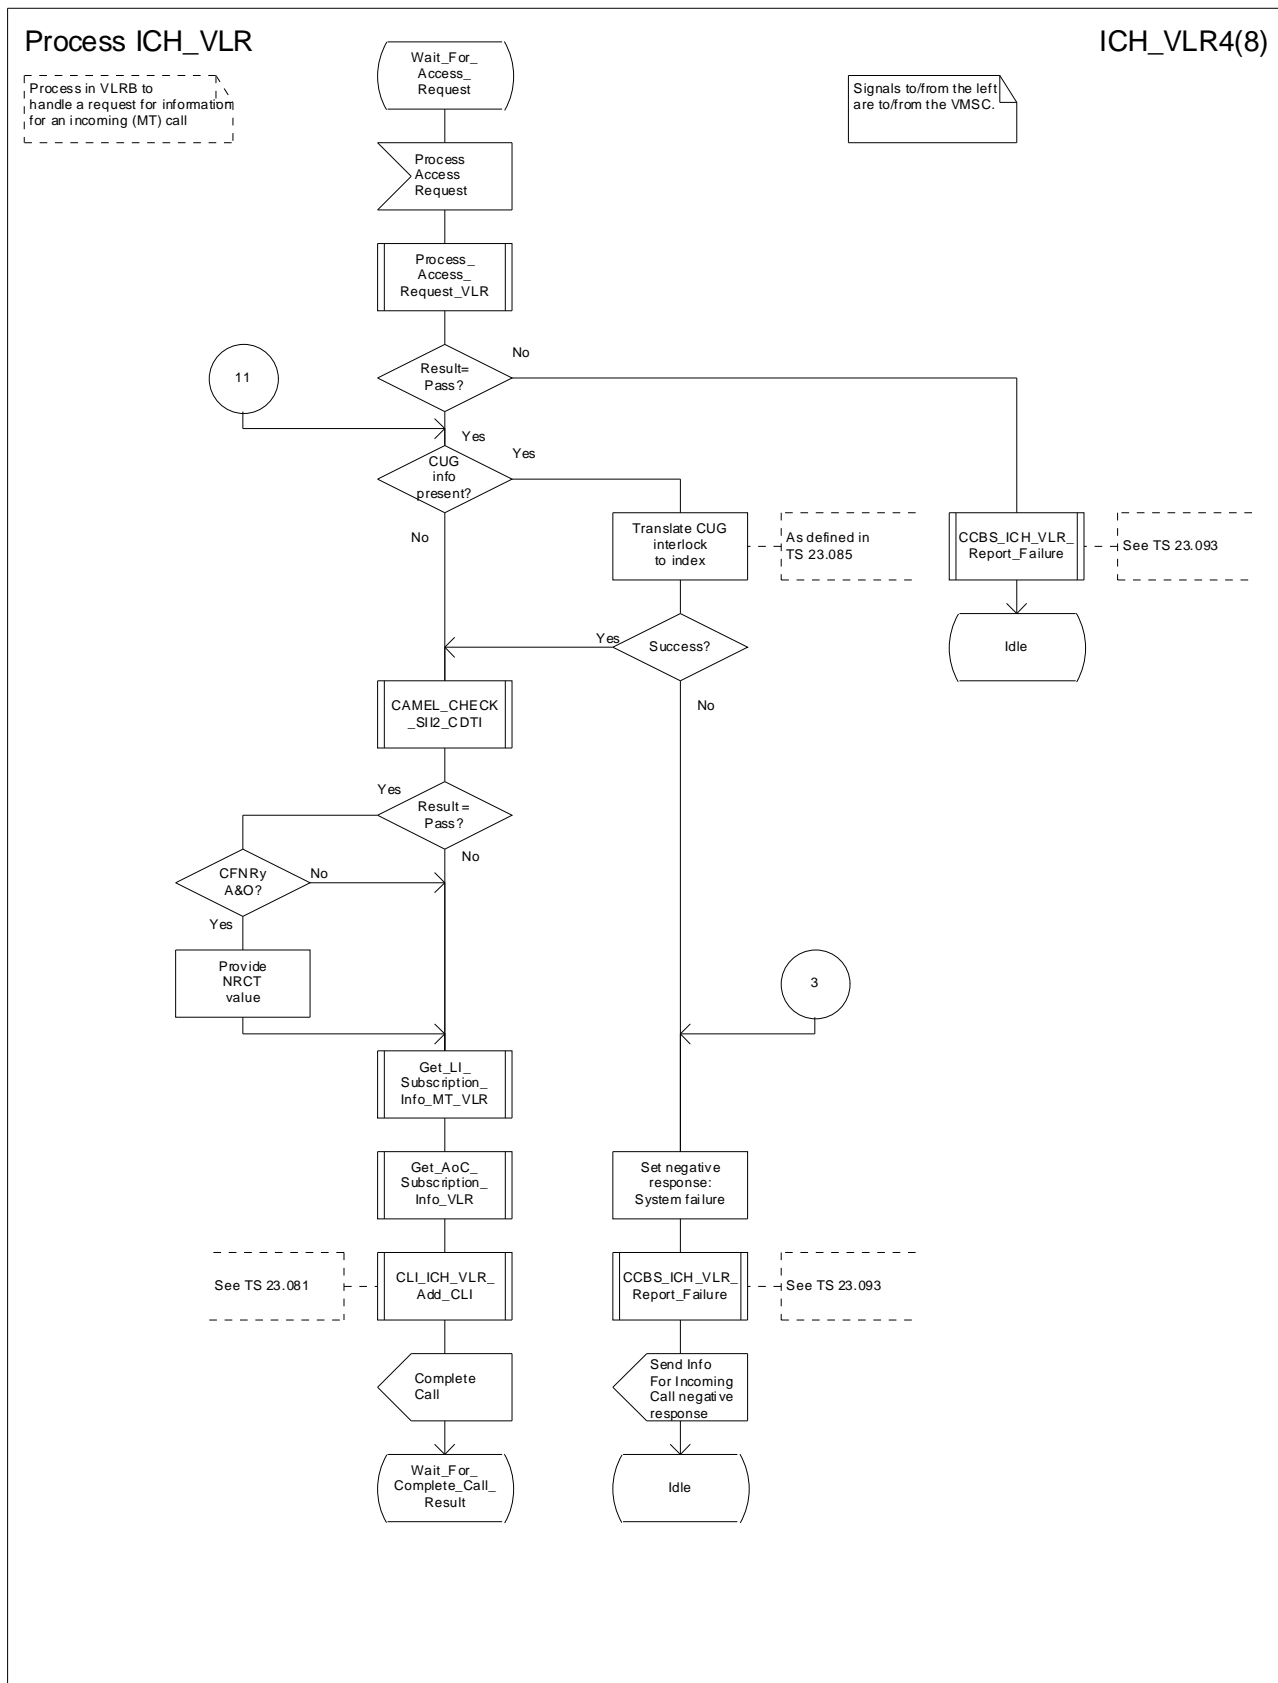 Process ICH_VLR
ICH_VLR4(8)
Process in VLRB to
handle a request for information
for an incoming (MT) call
Signals to/from the left
are to/from the VMSC.
Wait_For_
Access_
Request
Process
Access
Request
Process_
Access_
Request_VLR
Result=
Pass?
No
Yes
11
CUG
info
present?
Yes
No
Translate CUG
interlock
to index
As defined in
TS 23.085
CCBS_ICH_VLR_
Report_Failure
See TS 23.093
Idle
Success?
Yes
No
CAMEL_CHECK
_SII2_CDTI
Result=
Pass?
Yes
No
CFNRy
A&O?
No
Yes
Provide
NRCT
value
3
Get_LI_
Subscription_
Info_MT_VLR
Get_AoC_
Subscription_
Info_VLR
Set negative
response:
System failure
See TS 23.081
CLI_ICH_VLR_
Add_CLI
CCBS_ICH_VLR_
Report_Failure
See TS 23.093
Complete
Call
Send Info
For Incoming
Call negative
response
Wait_For_
Complete_Call_
Result
Idle